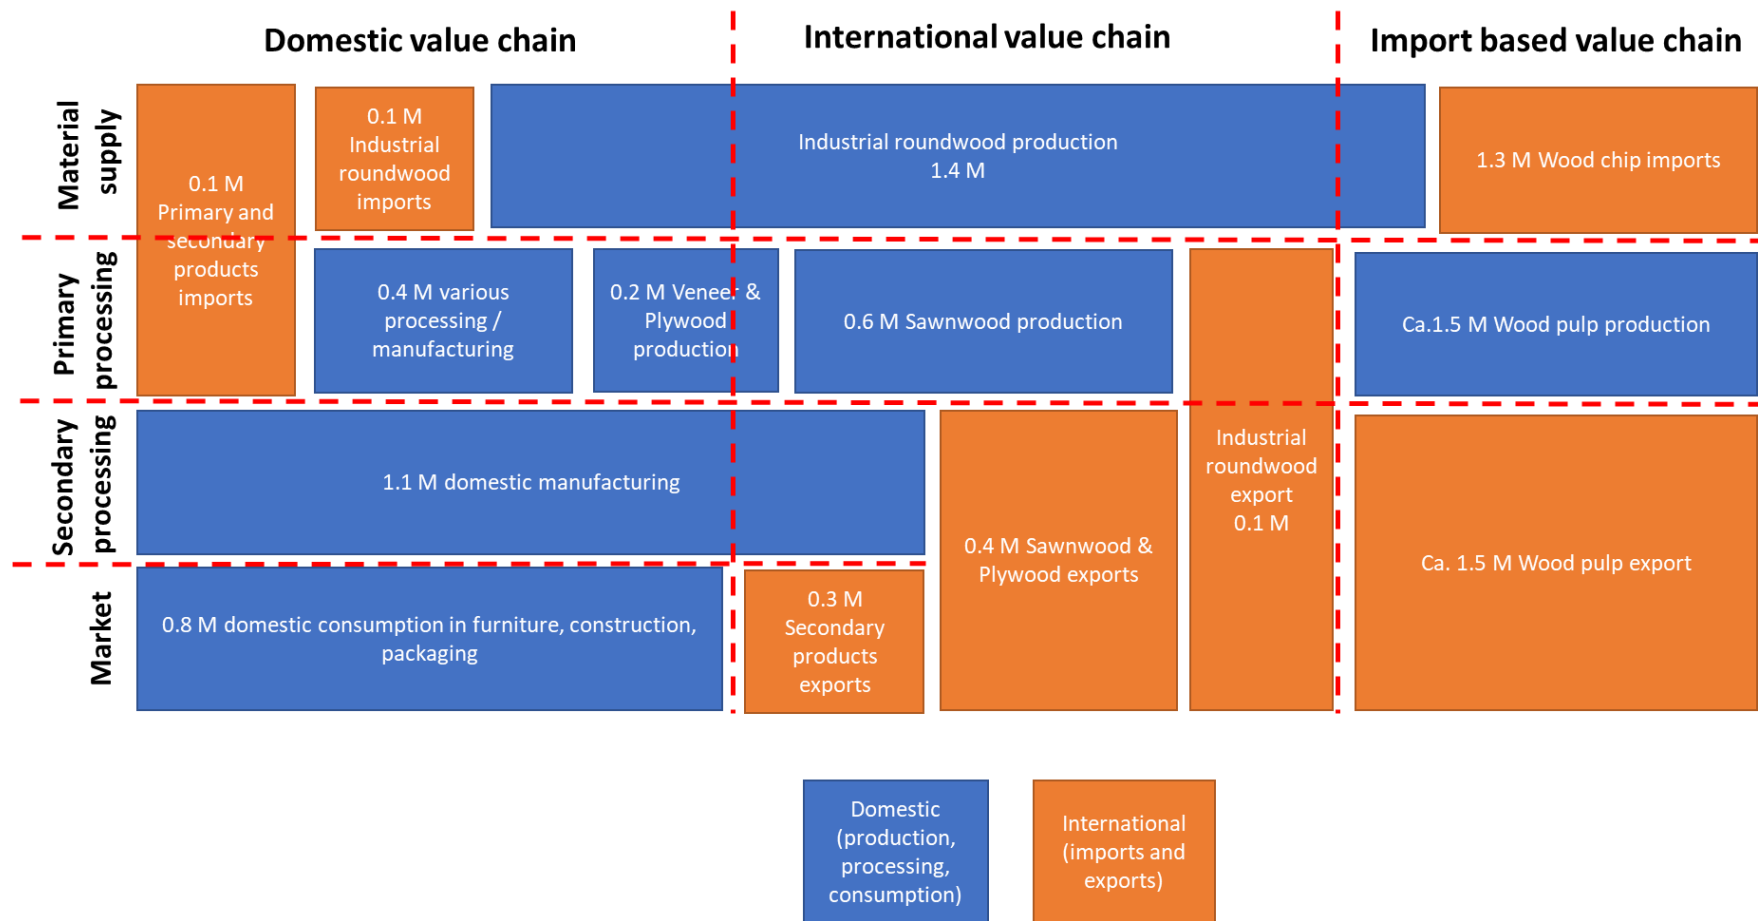 Domestic value chain
International value chain
Import based value chain
Material
supply
0.1 M
Primary and
secondary
products
imports
0.1 M
Industrial
roundwood
imports
Industrial roundwood production
1.4 M
1.3 M Wood chip imports
Primary
processing
0.4 M various
processing /
manufacturing
0.2 M Veneer &
Plywood
production
0.6 M Sawnwood production
Industrial
roundwood
export
0.1 M
Ca.1.5 M Wood pulp production
Secondary
processing
1.1 M domestic manufacturing
0.4 M Sawnwood &
Plywood exports
Ca. 1.5 M Wood pulp export
Market
0.8 M domestic consumption in furniture, construction,
packaging
0.3 M
Secondary
products
exports
Domestic
(production,
processing,
consumption)
International
(imports and
exports)